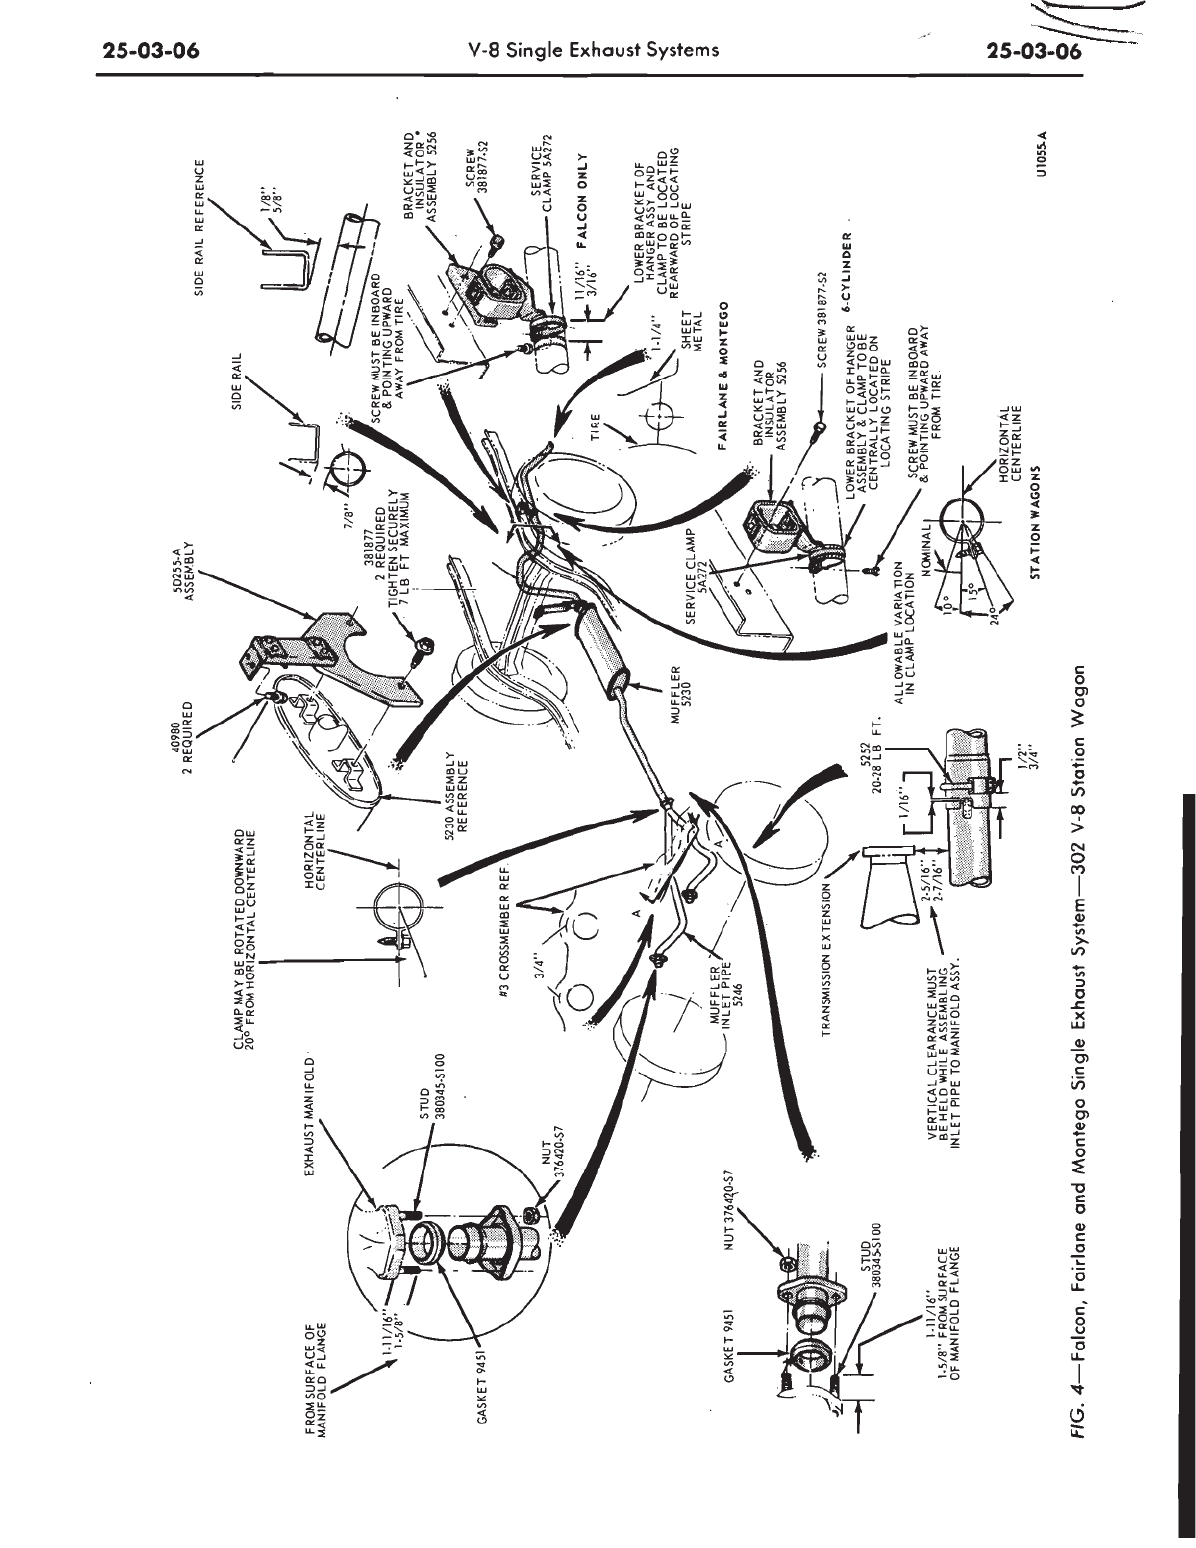 25-03-06
V-8 Single Exhaust Systems
25-03-06
FROM SURFACE OF
MANIFOLD FLANGE
1-11/16"
1-5/8"
GASKET 9451
EXHAUST MANIFOLD
STUD
380345-S100
NUT
376420-S7
CLAMP MAY BE ROTATED DOWNWARD
20° FROM HORIZONTAL CENTERLINE
HORIZONTAL
CENTERLINE
40980
2 REQUIRED
5D255-A
ASSEMBLY
5230 ASSEMBLY
REFERENCE
381877
2 REQUIRED
TIGHTEN SECURELY
7 LB FT MAXIMUM
SIDE RAIL
7/8"
SIDE RAIL REFERENCE
1/8"
5/8"
SCREW MUST BE INBOARD
& POINTING UPWARD
AWAY FROM TIRE
BRACKET AND
INSULATOR
ASSEMBLY 5256
SCREW
381877-S2
SERVICE
CLAMP 5A272
FALCON ONLY
11/16"
3/16"
LOWER BRACKET OF
HANGER ASSY AND
CLAMP TO BE LOCATED
REARWARD OF LOCATING
STRIPE
#3 CROSSMEMBER REF.
3/4"
A
A
MUFFLER
INLET PIPE
5246
MUFFLER
5230
TIRE
1-1/4"
SHEET
METAL
FAIRLANE & MONTEGO
NUT 376420-S7
GASKET 9451
STUD
380345-S100
1-11/16"
1-5/8" FROM SURFACE
OF MANIFOLD FLANGE
TRANSMISSION EXTENSION
VERTICAL CLEARANCE MUST
BE HELD WHILE ASSEMBLING
INLET PIPE TO MANIFOLD ASSY.
2-5/16"
2-7/16"
1/16"
5252
20-28 LB FT.
1/2"
3/4"
SERVICE CLAMP
5A272
BRACKET AND
INSULATOR
ASSEMBLY 5256
SCREW 381877-S2
6-CYLINDER
LOWER BRACKET OF HANGER
ASSEMBLY & CLAMP TO BE
CENTRALLY LOCATED ON
LOCATING STRIPE
SCREW MUST BE INBOARD
& POINTING UPWARD AWAY
FROM TIRE.
ALLOWABLE VARIATION
IN CLAMP LOCATION
NOMINAL
10°
15°
24°
HORIZONTAL
CENTERLINE
STATION WAGONS
U1055-A
FIG. 4—Falcon, Fairlane and Montego Single Exhaust System—302 V-8 Station Wagon